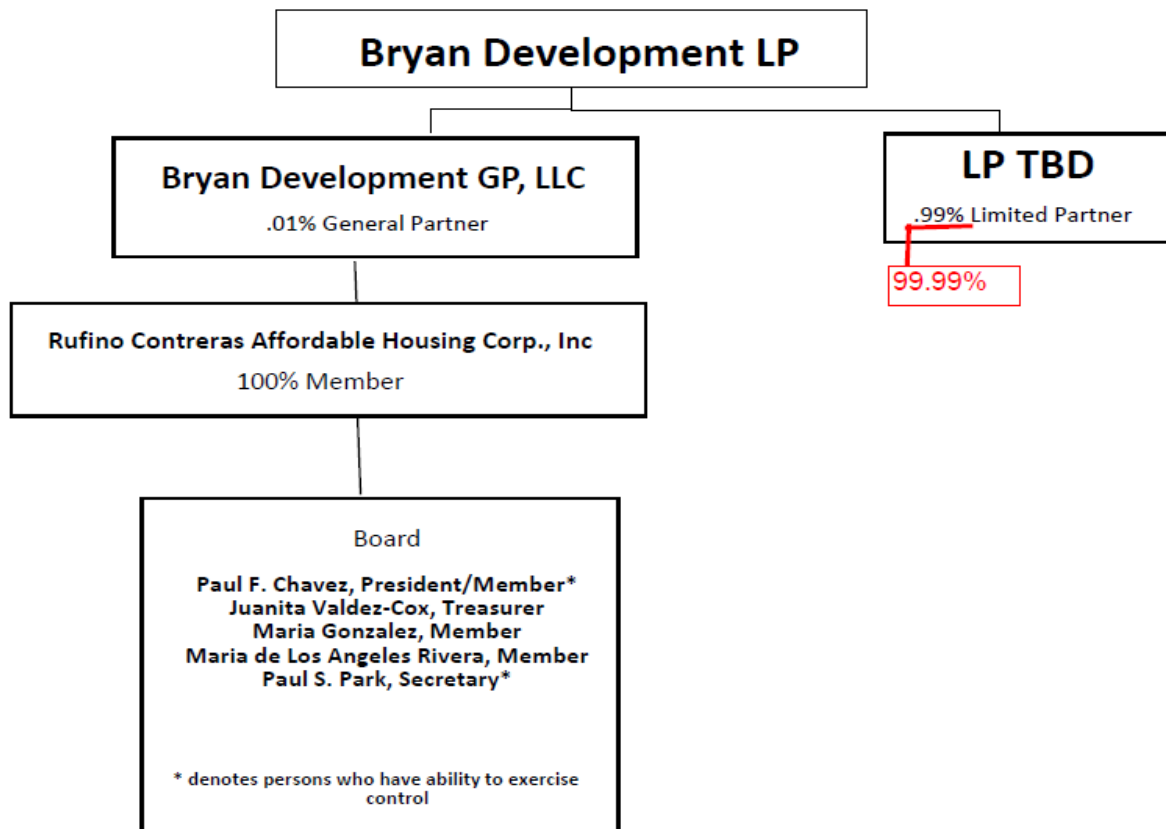 Bryan Development LP
Bryan Development GP, LLC
.01% General Partner
LP TBD
.99% Limited Partner
99.99%
Rufino Contreras Affordable Housing Corp., Inc
100% Member
Board
Paul F. Chavez, President/Member*
Juanita Valdez-Cox, Treasurer
Maria Gonzalez, Member
Maria de Los Angeles Rivera, Member
Paul S. Park, Secretary*
* denotes persons who have ability to exercise
control